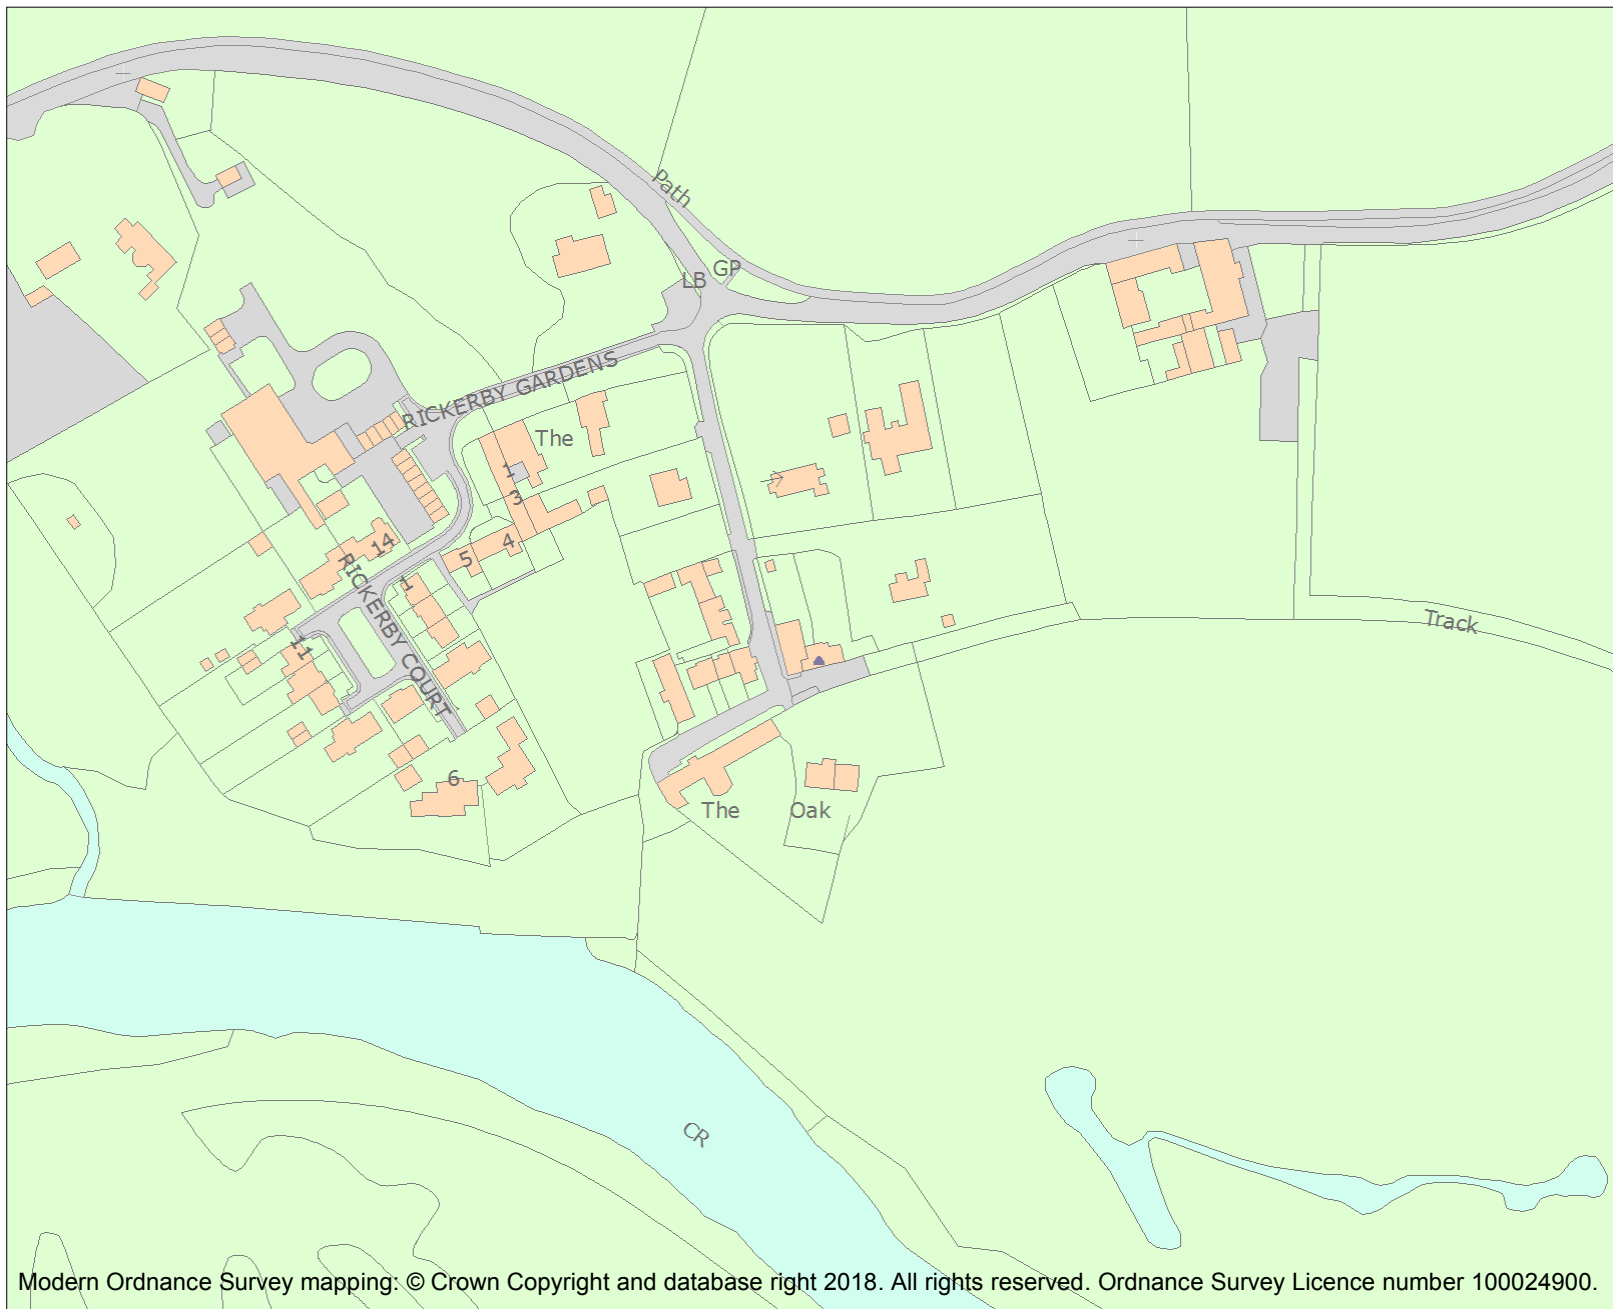 Path
GP
LB
RICKERBY GARDENS
The
1
3
4
5
14
1
RICKERBY COURT
11
6
Track
The Oak
CR
Modern Ordnance Survey mapping: © Crown Copyright and database right 2018. All rights reserved. Ordnance Survey Licence number 100024900.